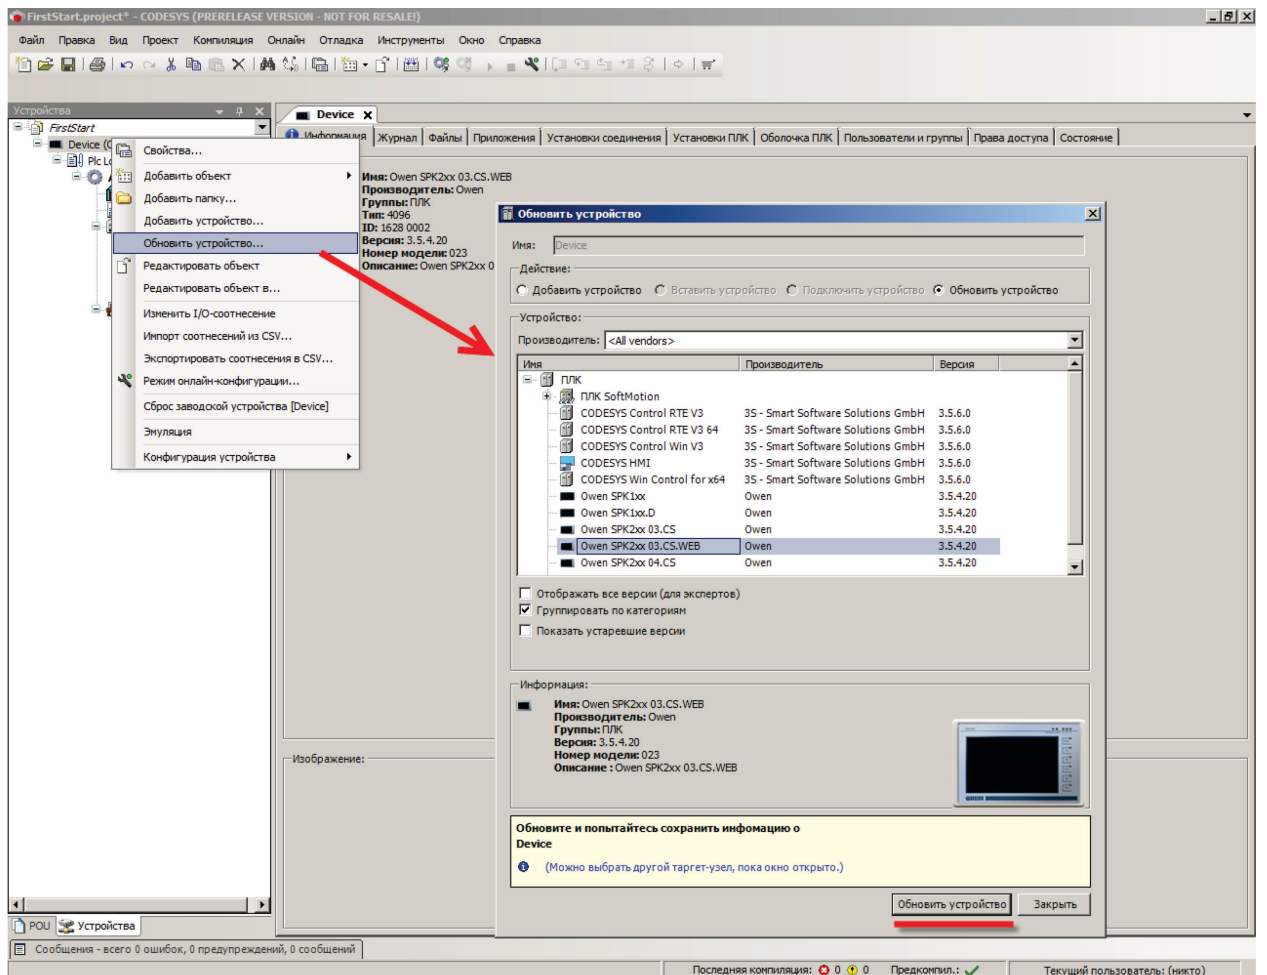 FirstStart.project* - CODESYS (PRERELEASE VERSION - NOT FOR RESALE!)
Файл Правка Вид Проект Компиляция Онлайн Отладка Инструменты Окно Справка
Устройства
FirstStart
Device (
Plc L
Свойства...
Добавить объект
Добавить папку...
Добавить устройство...
Обновить устройство...
Редактировать объект
Редактировать объект в...
Изменить I/O-соотнесение
Импорт соотнесений из CSV...
Экспортировать соотнесения в CSV...
Режим онлайн-конфигурации...
Сброс заводской устройства [Device]
Эмуляция
Конфигурация устройства
Device
Информация Журнал Файлы Приложения Установки соединения Установки ПЛК Оболочка ПЛК Пользователи и группы Права доступа Состояние
Имя: Owen SPK2xx 03.CS.WEB
Производитель: Owen
Группы: ПЛК
Тип: 4096
ID: 1628 0002
Версия: 3.5.4.20
Номер модели: 023
Описание: Owen SPK2xx 0
Изображение:
Обновить устройство
Имя: Device
Действие:
Добавить устройство Вставить устройство Подключить устройство Обновить устройство
Устройство:
Производитель: <All vendors>
Имя Производитель Версия
ПЛК
ПЛК SoftMotion
CODESYS Control RTE V3 3S - Smart Software Solutions GmbH 3.5.6.0
CODESYS Control RTE V3 64 3S - Smart Software Solutions GmbH 3.5.6.0
CODESYS Control Win V3 3S - Smart Software Solutions GmbH 3.5.6.0
CODESYS HMI 3S - Smart Software Solutions GmbH 3.5.6.0
CODESYS Win Control for x64 3S - Smart Software Solutions GmbH 3.5.6.0
Owen SPK1xx Owen 3.5.4.20
Owen SPK1xx.D Owen 3.5.4.20
Owen SPK2xx 03.CS Owen 3.5.4.20
Owen SPK2xx 03.CS.WEB Owen 3.5.4.20
Owen SPK2xx 04.CS Owen 3.5.4.20
Отображать все версии (для экспертов)
Группировать по категориям
Показать устаревшие версии
Информация:
Имя: Owen SPK2xx 03.CS.WEB
Производитель: Owen
Группы: ПЛК
Версия: 3.5.4.20
Номер модели: 023
Описание : Owen SPK2xx 03.CS.WEB
Обновите и попытайтесь сохранить инфомацию о
Device
(Можно выбрать другой таргет-узел, пока окно открыто.)
Обновить устройство Закрыть
POU Устройства
Сообщения - всего 0 ошибок, 0 предупреждений, 0 сообщений
Последняя компиляция: 0 0 Предкомпил.: Текущий пользователь: (никто)